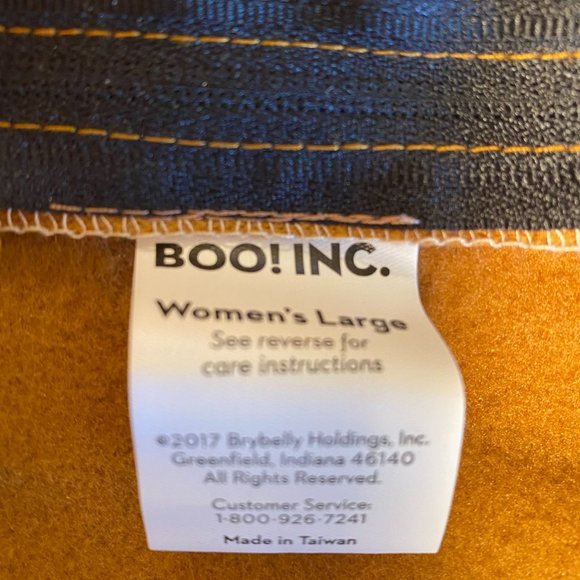 BOO! INC.
Women's Large
See reverse for
care instructions
©2017 Brybelly Holdings, Inc.
Greenfield, Indiana 46140
All Rights Reserved.
Customer Service:
1-800-926-7241
Made in Taiwan